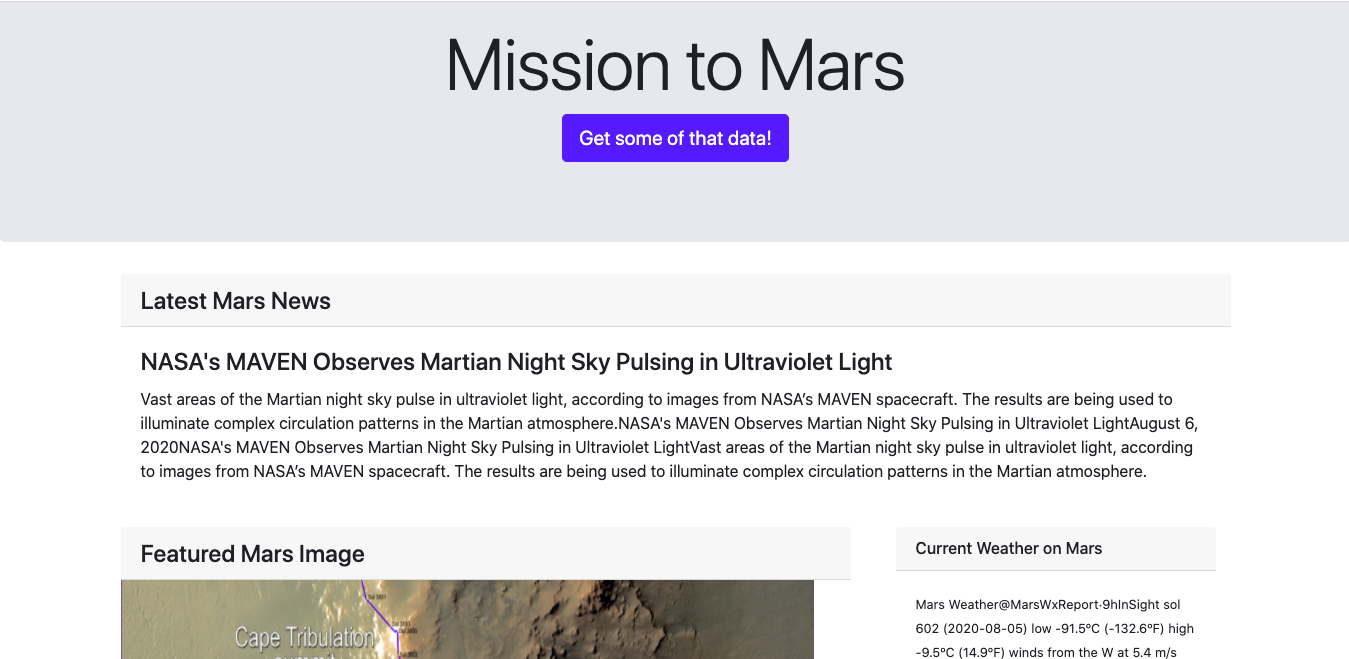 Mission to Mars
Get some of that data!
Latest Mars News
NASA's MAVEN Observes Martian Night Sky Pulsing in Ultraviolet Light
Vast areas of the Martian night sky pulse in ultraviolet light, according to images from NASA’s MAVEN spacecraft. The results are being used to
illuminate complex circulation patterns in the Martian atmosphere.NASA's MAVEN Observes Martian Night Sky Pulsing in Ultraviolet LightAugust 6,
2020NASA's MAVEN Observes Martian Night Sky Pulsing in Ultraviolet LightVast areas of the Martian night sky pulse in ultraviolet light, according
to images from NASA’s MAVEN spacecraft. The results are being used to illuminate complex circulation patterns in the Martian atmosphere.
Featured Mars Image
Cape Tribulation
Current Weather on Mars
Mars Weather@MarsWxReport·9hInSight sol
602 (2020-08-05) low -91.5ºC (-132.6ºF) high
-9.5ºC (14.9ºF) winds from the W at 5.4 m/s